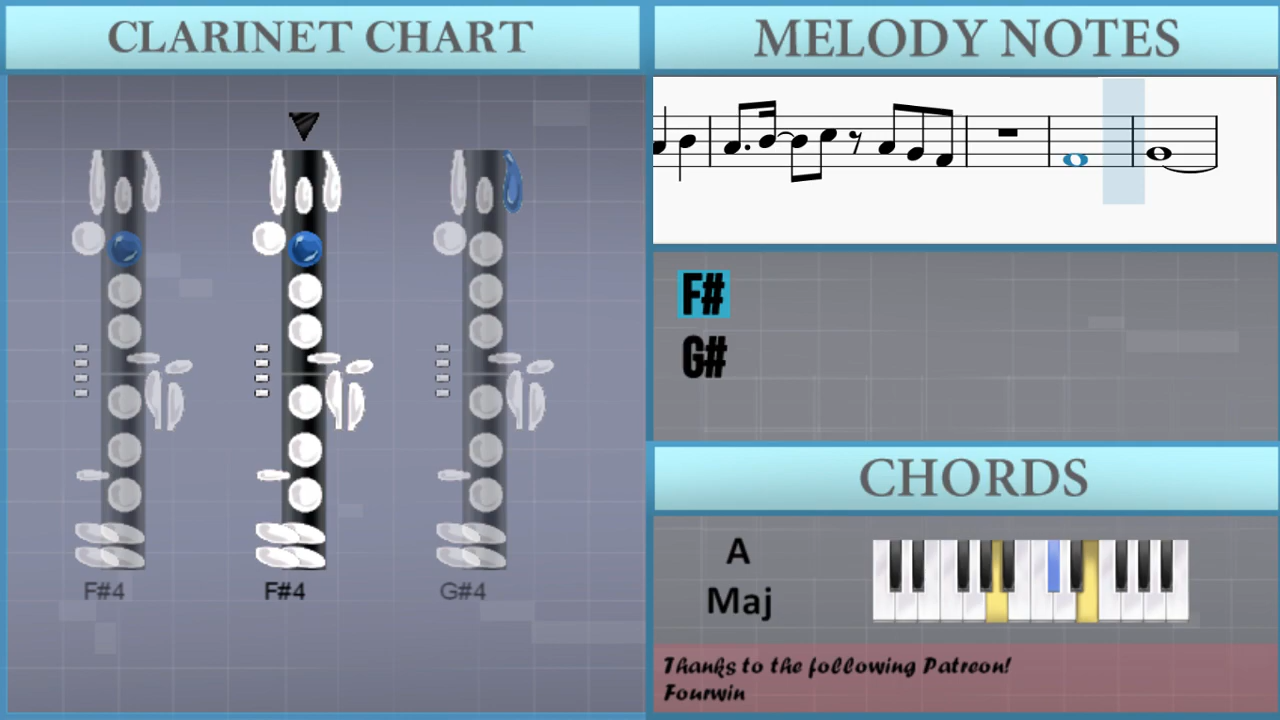 CLARINET CHART
F#4
F#4
G#4
MELODY NOTES
F#
G#
CHORDS
A
Maj
Thanks to the following Patreon!
Fourwin